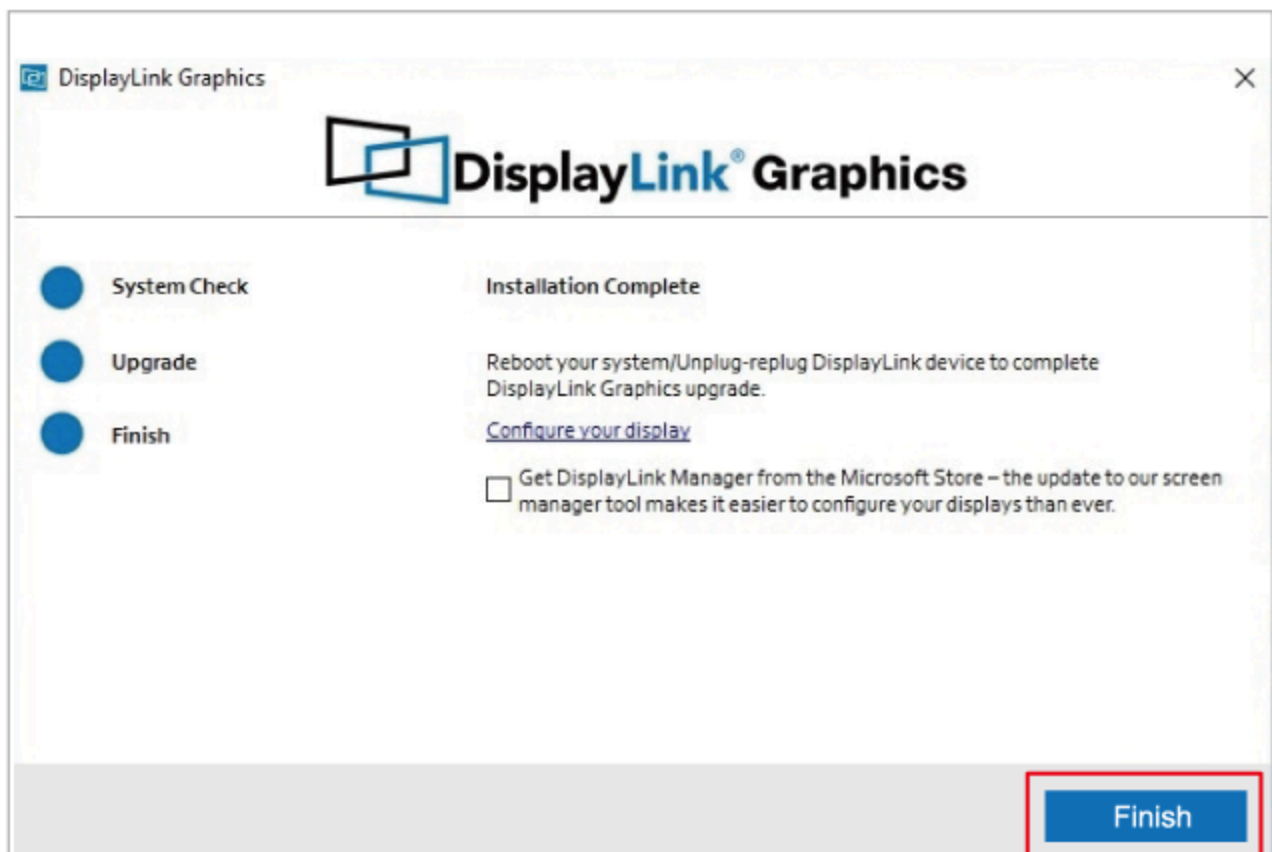 DisplayLink Graphics
DisplayLink® Graphics
System Check
Upgrade
Finish
Installation Complete
Reboot your system/Unplug-replug DisplayLink device to complete
DisplayLink Graphics upgrade.
Configure your display
Get DisplayLink Manager from the Microsoft Store – the update to our screen
manager tool makes it easier to configure your displays than ever.
Finish